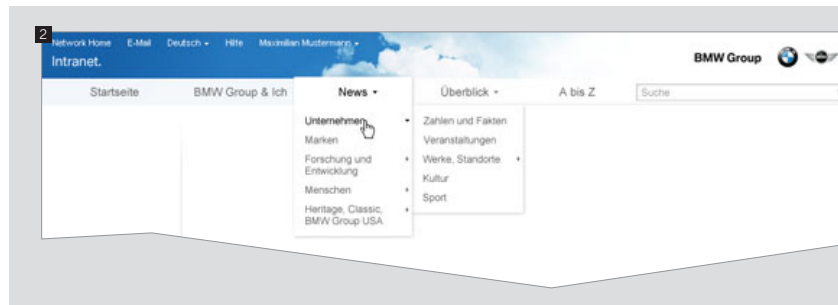 2
Network Home E-Mail Deutsch Hilfe Maximilian Mustermann
Intranet.
BMW Group
Startseite BMW Group & Ich News Überblick A bis Z Suche
Unternehmen
Marken
Forschung und
Entwicklung
Menschen
Heritage, Classic,
BMW Group USA
Zahlen und Fakten
Veranstaltungen
Werke, Standorte
Kultur
Sport